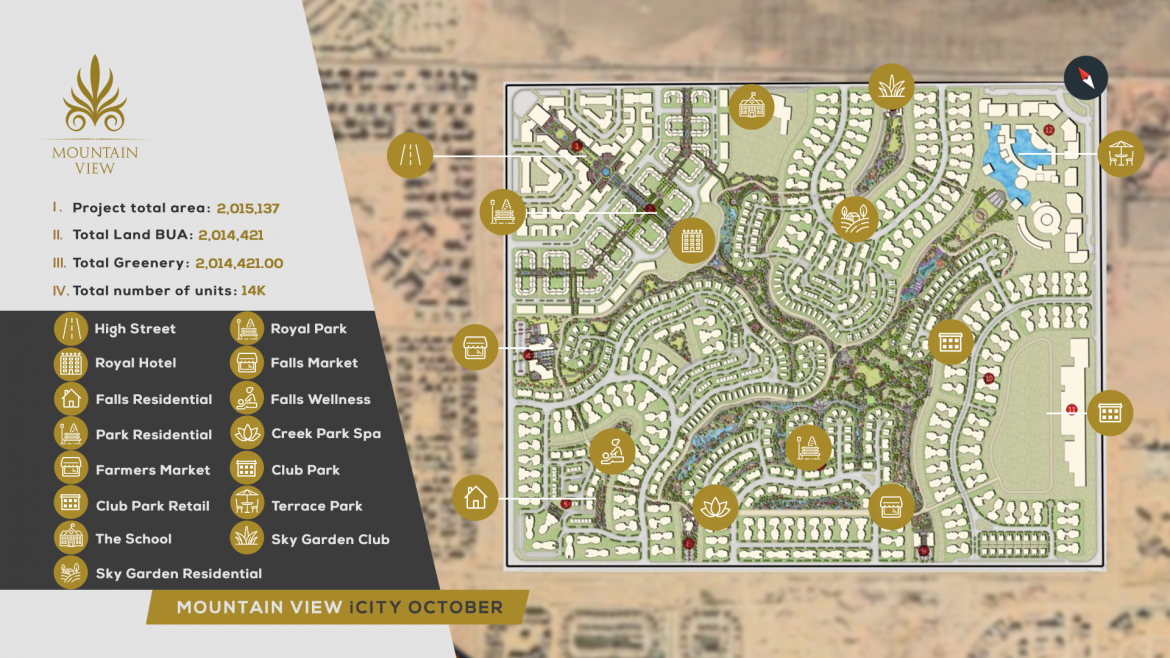 MOUNTAIN
VIEW
I. Project total area: 2,015,137
II. Total Land BUA: 2,014,421
III. Total Greenery: 2,014,421.00
IV. Total number of units: 14K
High Street
Royal Park
Royal Hotel
Falls Market
Falls Residential
Falls Wellness
Park Residential
Creek Park Spa
Farmers Market
Club Park
Club Park Retail
Terrace Park
The School
Sky Garden Club
Sky Garden Residential
MOUNTAIN VIEW iCITY OCTOBER
12
10
11